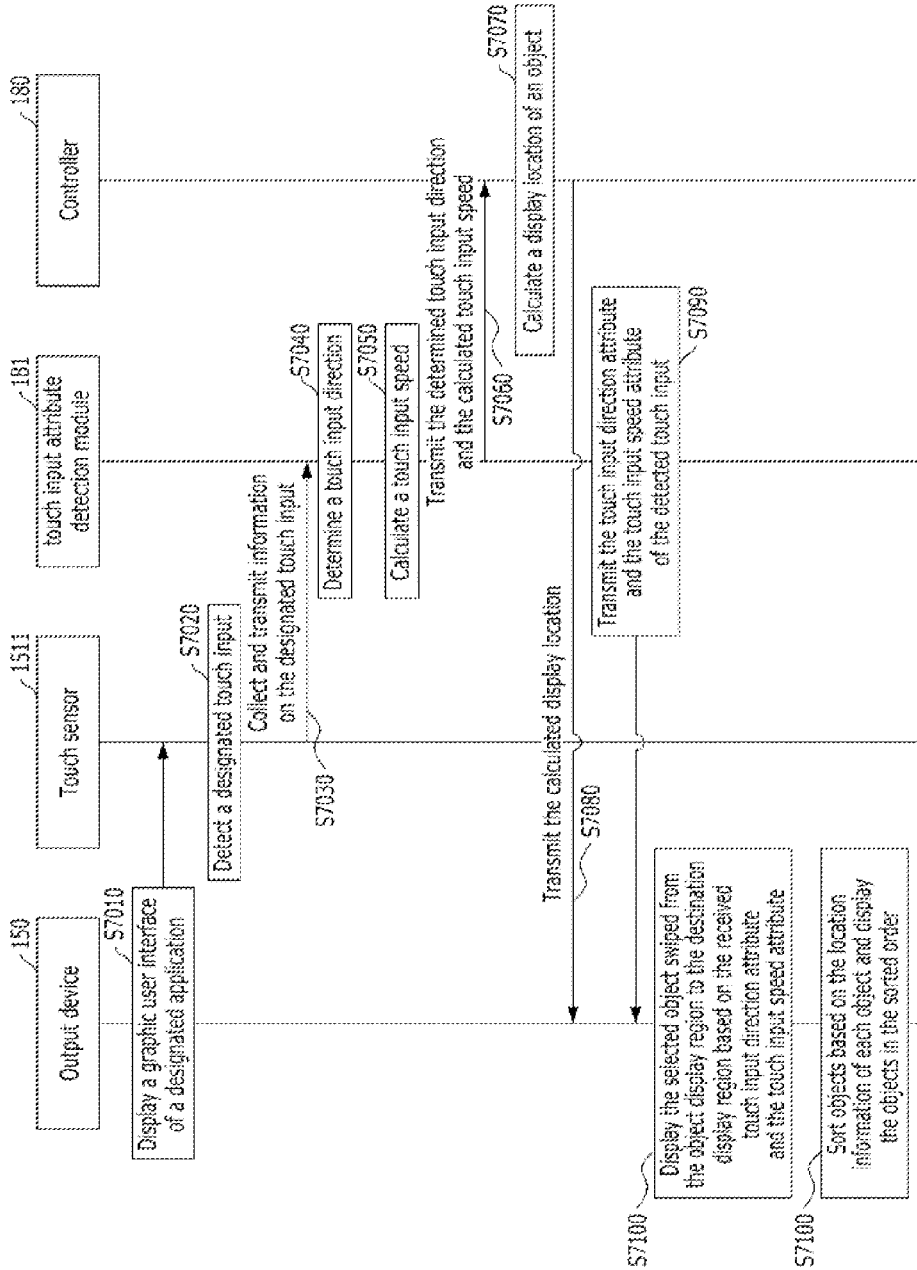 150
Output device
1511
Touch sensor
181
touch input attribute
detection module
180
Controller
S7010
Display a graphic user interface
of a designated application
S7020
Detect a designated touch input
Collect and transmit information
on the designated touch input
S7030
S7040
Determine a touch input direction
S7050
Calculate a touch input speed
Transmit the determined touch input direction
and the calculated touch input speed
S7060
S7070
Calculate a display location of an object
Transmit the calculated display location
S7080
Transmit the touch input direction attribute
and the touch input speed attribute
of the detected touch input
S7090
S7100
Display the selected object swiped from
the object display region to the destination
display region based on the received
touch input direction attribute
and the touch input speed attribute
S7100
Sort objects based on the location
information of each object and display
the objects in the sorted order